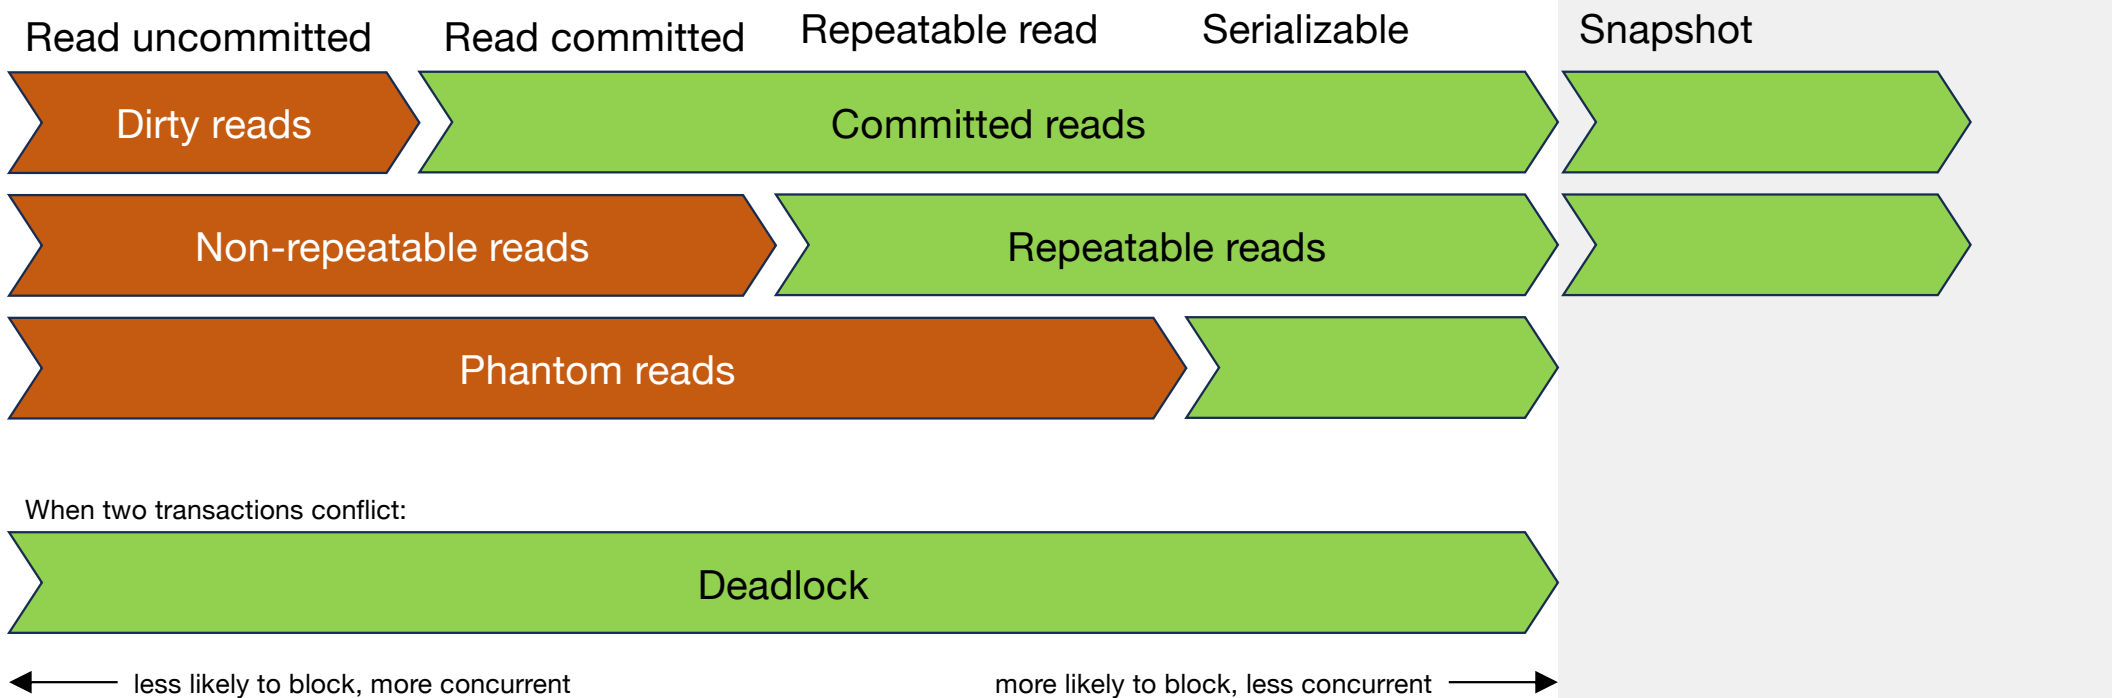 Read uncommitted
Read committed
Repeatable read
Serializable
Snapshot
Dirty reads
Committed reads
Non-repeatable reads
Repeatable reads
Phantom reads
When two transactions conflict:
Deadlock
less likely to block, more concurrent
more likely to block, less concurrent